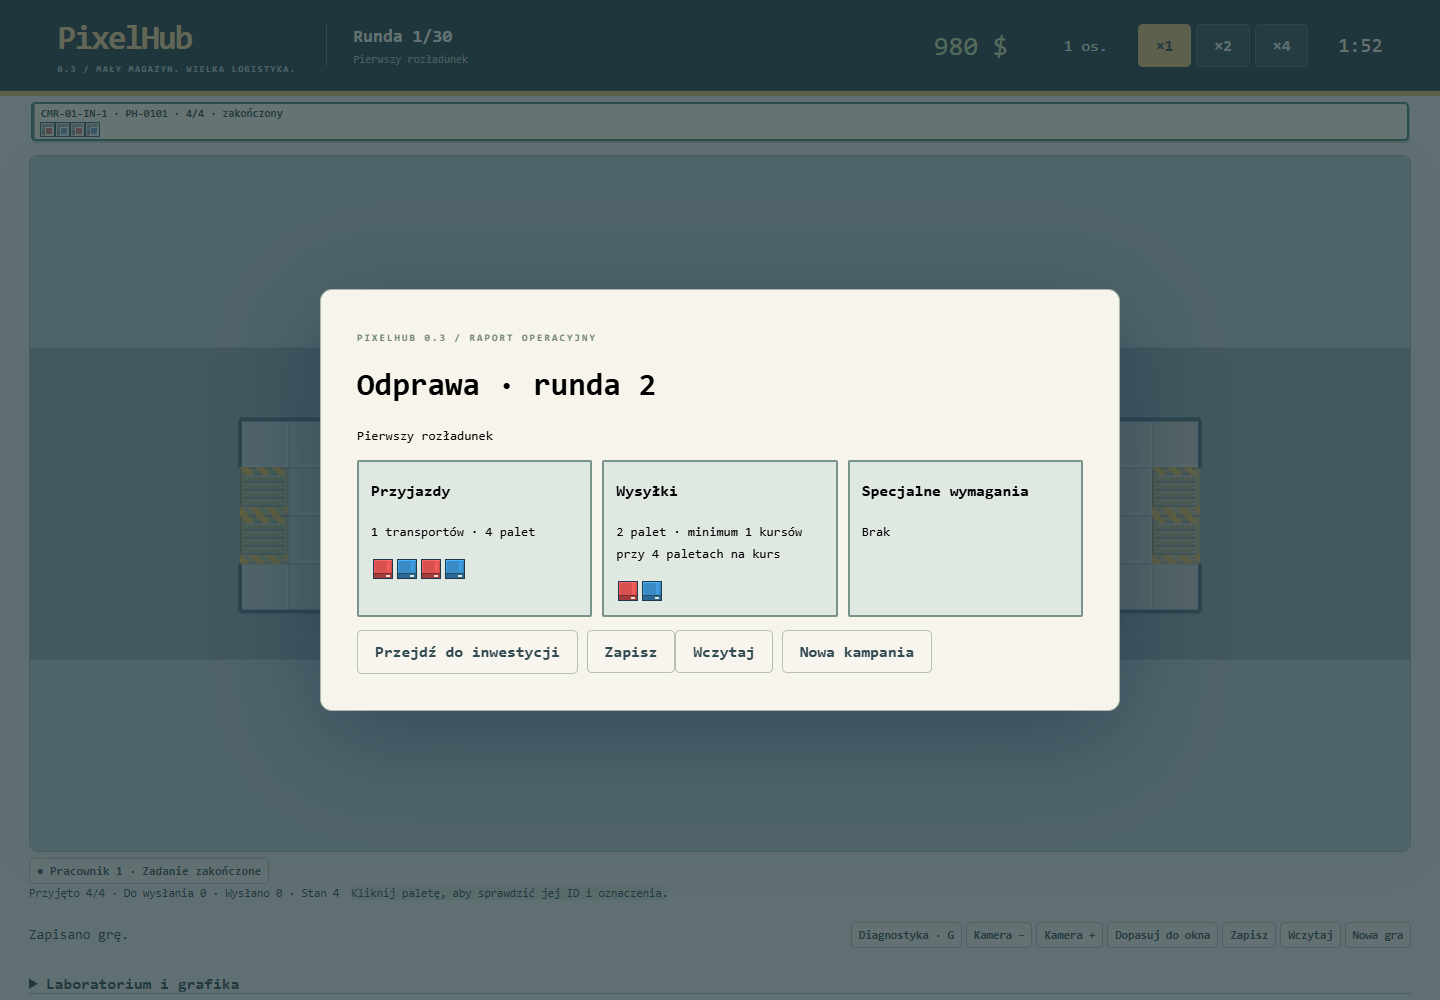 PixelHub
0.3 / MAŁY MAGAZYN. WIELKA LOGISTYKA.
Runda 1/30
Pierwszy rozładunek
980 $
1 os.
×1
×2
×4
1:52
CMR-01-IN-1 · PH-0101 · 4/4 · zakończony
PIXELHUB 0.3 / RAPORT OPERACYJNY
Odprawa · runda 2
Pierwszy rozładunek
Przyjazdy
1 transportów · 4 palet
Wysyłki
2 palet · minimum 1 kursów
przy 4 paletach na kurs
Specjalne wymagania
Brak
Przejdź do inwestycji
Zapisz
Wczytaj
Nowa kampania
● Pracownik 1 · Zadanie zakończone
Przyjęto 4/4 · Do wysłania 0 · Wysłano 0 · Stan 4 Kliknij paletę, aby sprawdzić jej ID i oznaczenia.
Zapisano grę.
Diagnostyka · G
Kamera −
Kamera +
Dopasuj do okna
Zapisz
Wczytaj
Nowa gra
▶ Laboratorium i grafika